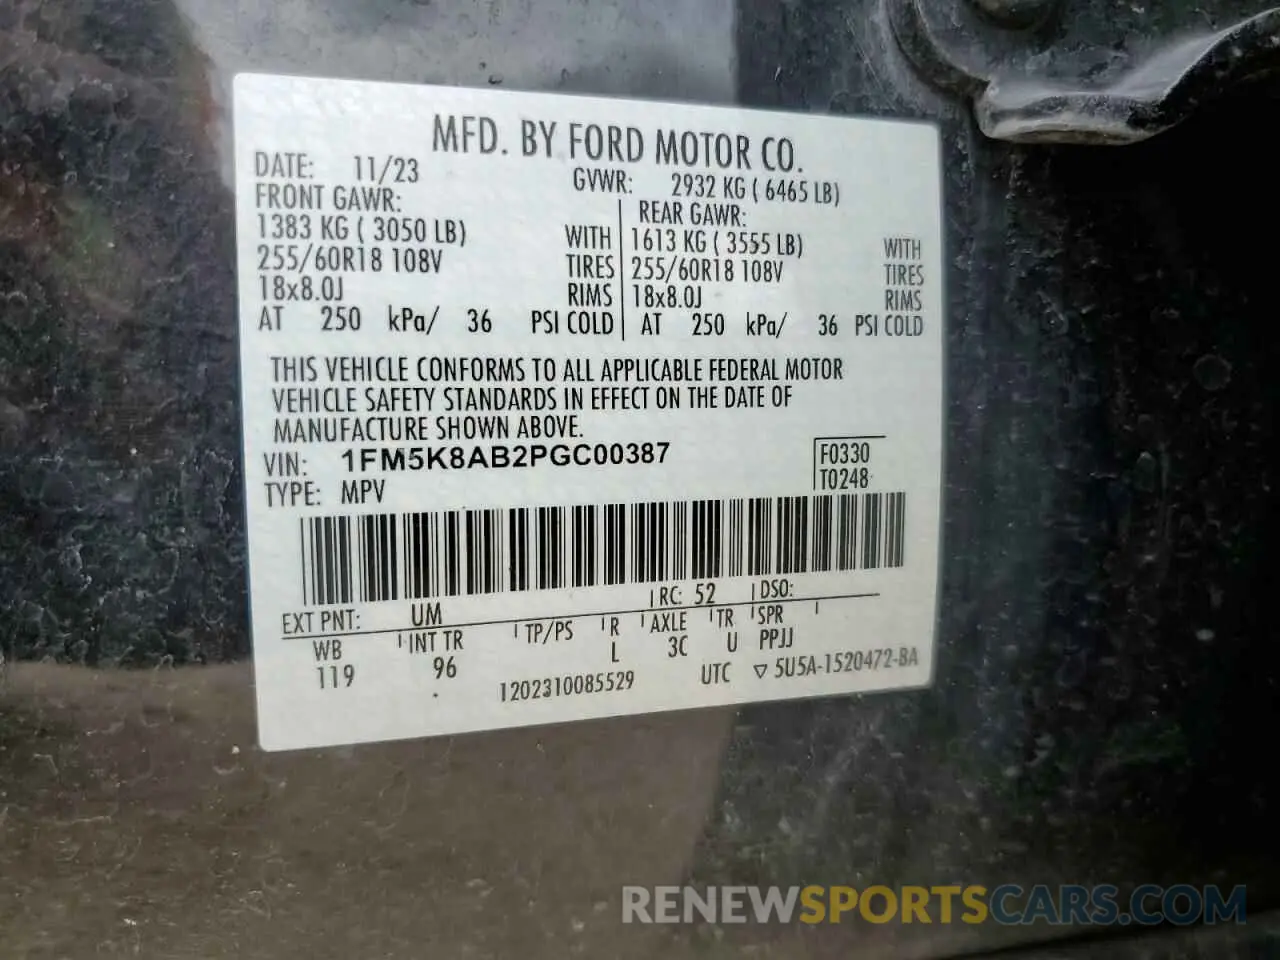 MFD. BY FORD MOTOR CO.
DATE: 11/23 GVWR: 2932 KG ( 6465 LB)
FRONT GAWR: REAR GAWR:
1383 KG ( 3050 LB) WITH 1613 KG ( 3555 LB) WITH
255/60R18 108V TIRES 255/60R18 108V TIRES
18x8.0J RIMS 18x8.0J RIMS
AT 250 kPa/ 36 PSI COLD AT 250 kPa/ 36 PSI COLD
THIS VEHICLE CONFORMS TO ALL APPLICABLE FEDERAL MOTOR
VEHICLE SAFETY STANDARDS IN EFFECT ON THE DATE OF
MANUFACTURE SHOWN ABOVE.
VIN: 1FM5K8AB2PGC00387 F0330
TYPE: MPV T0248
EXT PNT: UM RC: 52 DSO:
WB INT TR TP/PS R AXLE TR SPR
119 96 L 3C U PPJJ
1202310085529 UTC ▽ 5U5A-1520472-BA
RENEWSPORTSCARS.COM